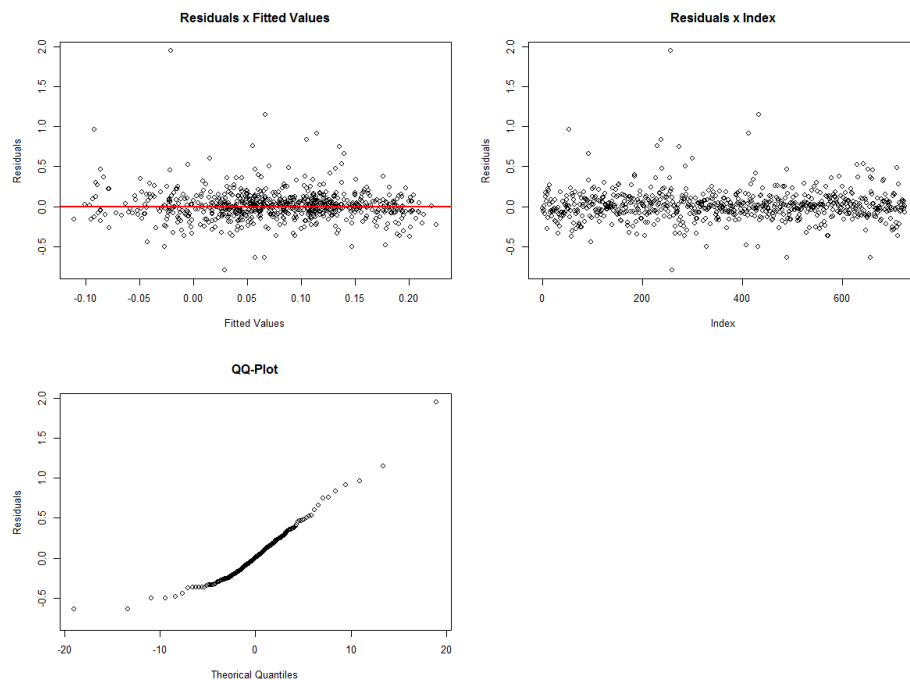 Residuals x Fitted Values
Residuals
-0.5 0.0 0.5 1.0 1.5 2.0
-0.10 -0.05 0.00 0.05 0.10 0.15 0.20
Fitted Values
Residuals x Index
Residuals
-0.5 0.0 0.5 1.0 1.5 2.0
0 200 400 600
Index
QQ-Plot
Residuals
-0.5 0.0 0.5 1.0 1.5 2.0
-20 -10 0 10 20
Theorical Quantiles